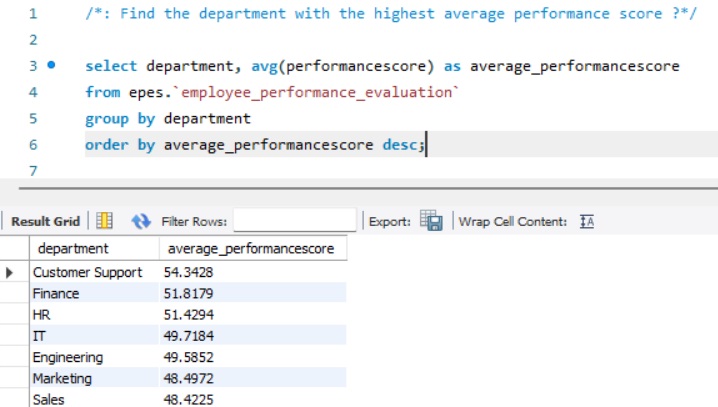 1 /*: Find the department with the highest average performance score ?*/
2
3 select department, avg(performancescore) as average_performancescore
4 from epes.`employee_performance_evaluation`
5 group by department
6 order by average_performancescore desc;
7
Result Grid Filter Rows: Export: Wrap Cell Content: IA
department average_performancescore
Customer Support 54.3428
Finance 51.8179
HR 51.4294
IT 49.7184
Engineering 49.5852
Marketing 48.4972
Sales 48.4225